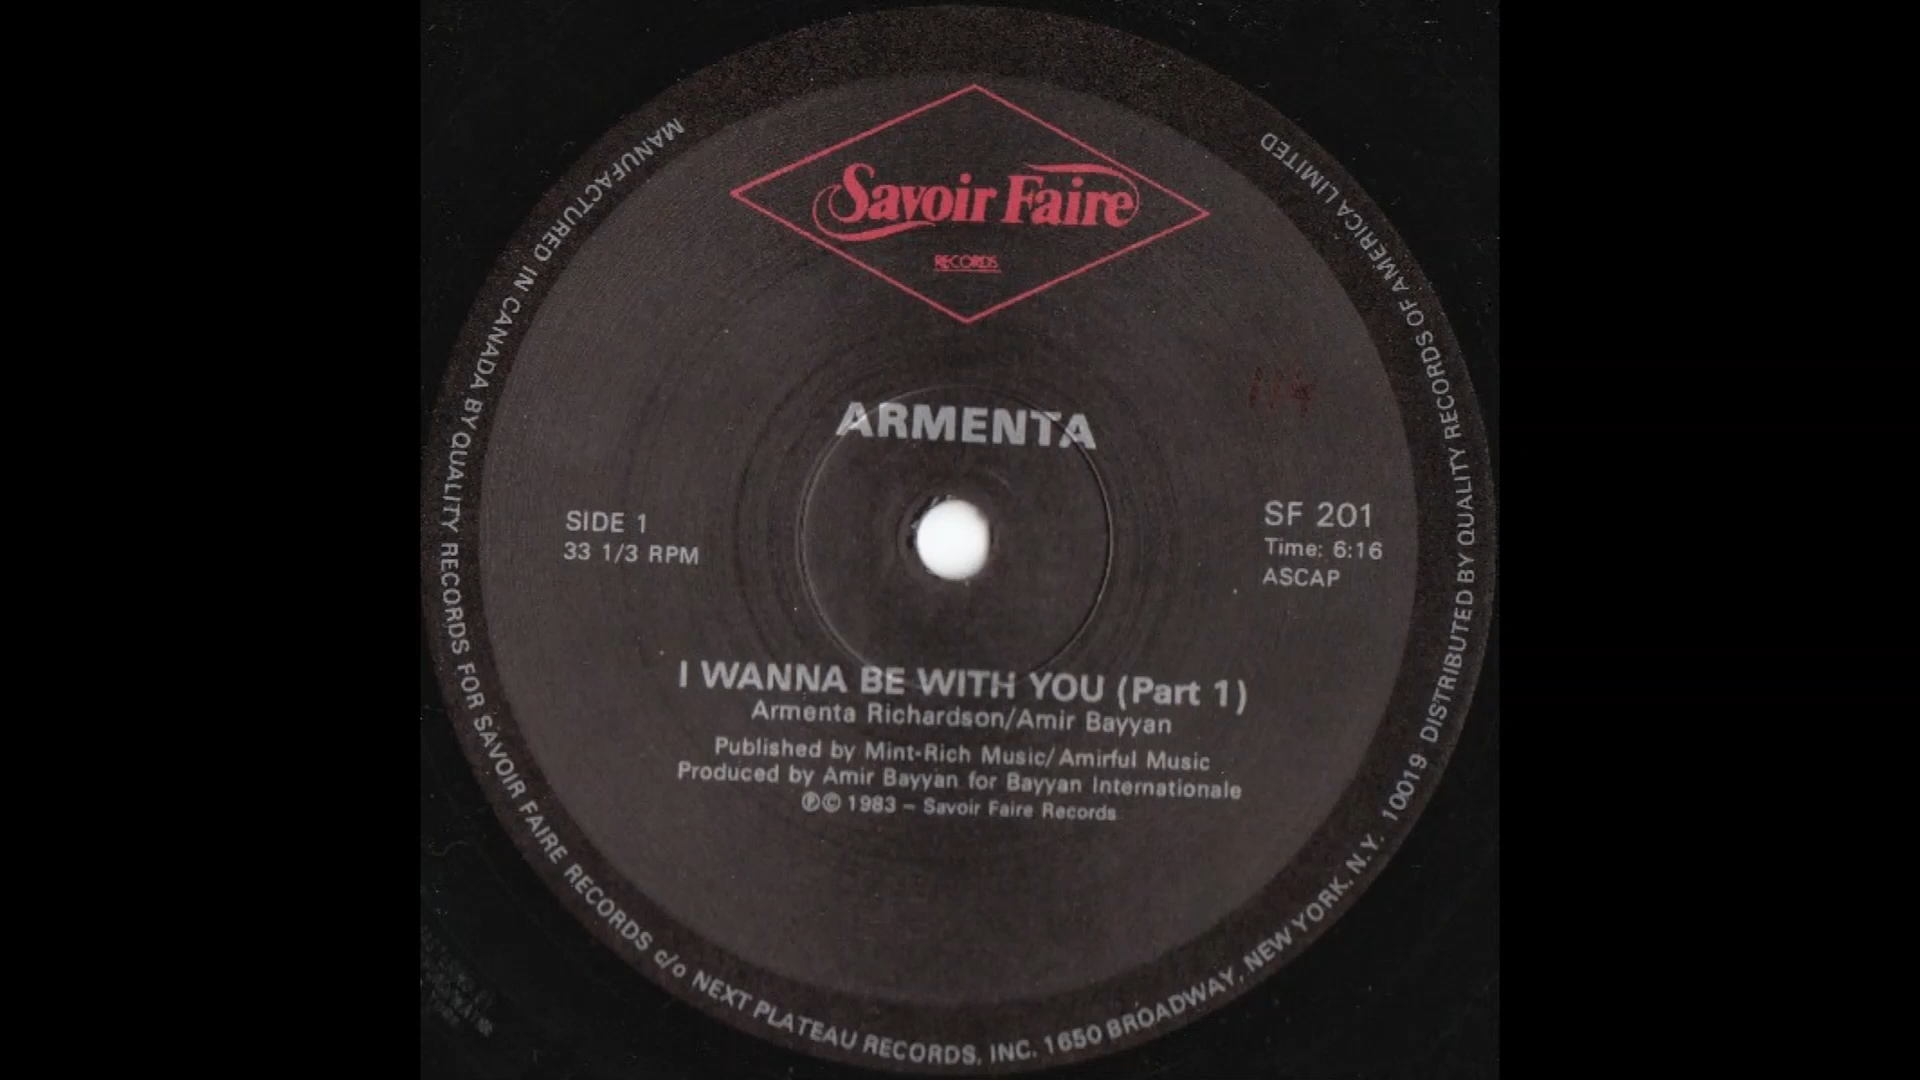 Savoir Faire
RECORDS
ARMENTA
SIDE 1
33 1/3 RPM
SF 201
Time: 6:16
ASCAP
I WANNA BE WITH YOU (Part 1)
Armenta Richardson/Amir Bayyan
Published by Mint-Rich Music/Amirful Music
Produced by Amir Bayyan for Bayyan Internationale
℗© 1983 – Savoir Faire Records
MANUFACTURED IN CANADA BY QUALITY RECORDS FOR SAVOIR FAIRE RECORDS c/o NEXT PLATEAU RECORDS, INC. 1650 BROADWAY, NEW YORK, N.Y. 10019 DISTRIBUTED BY QUALITY RECORDS OF AMERICA LIMITED